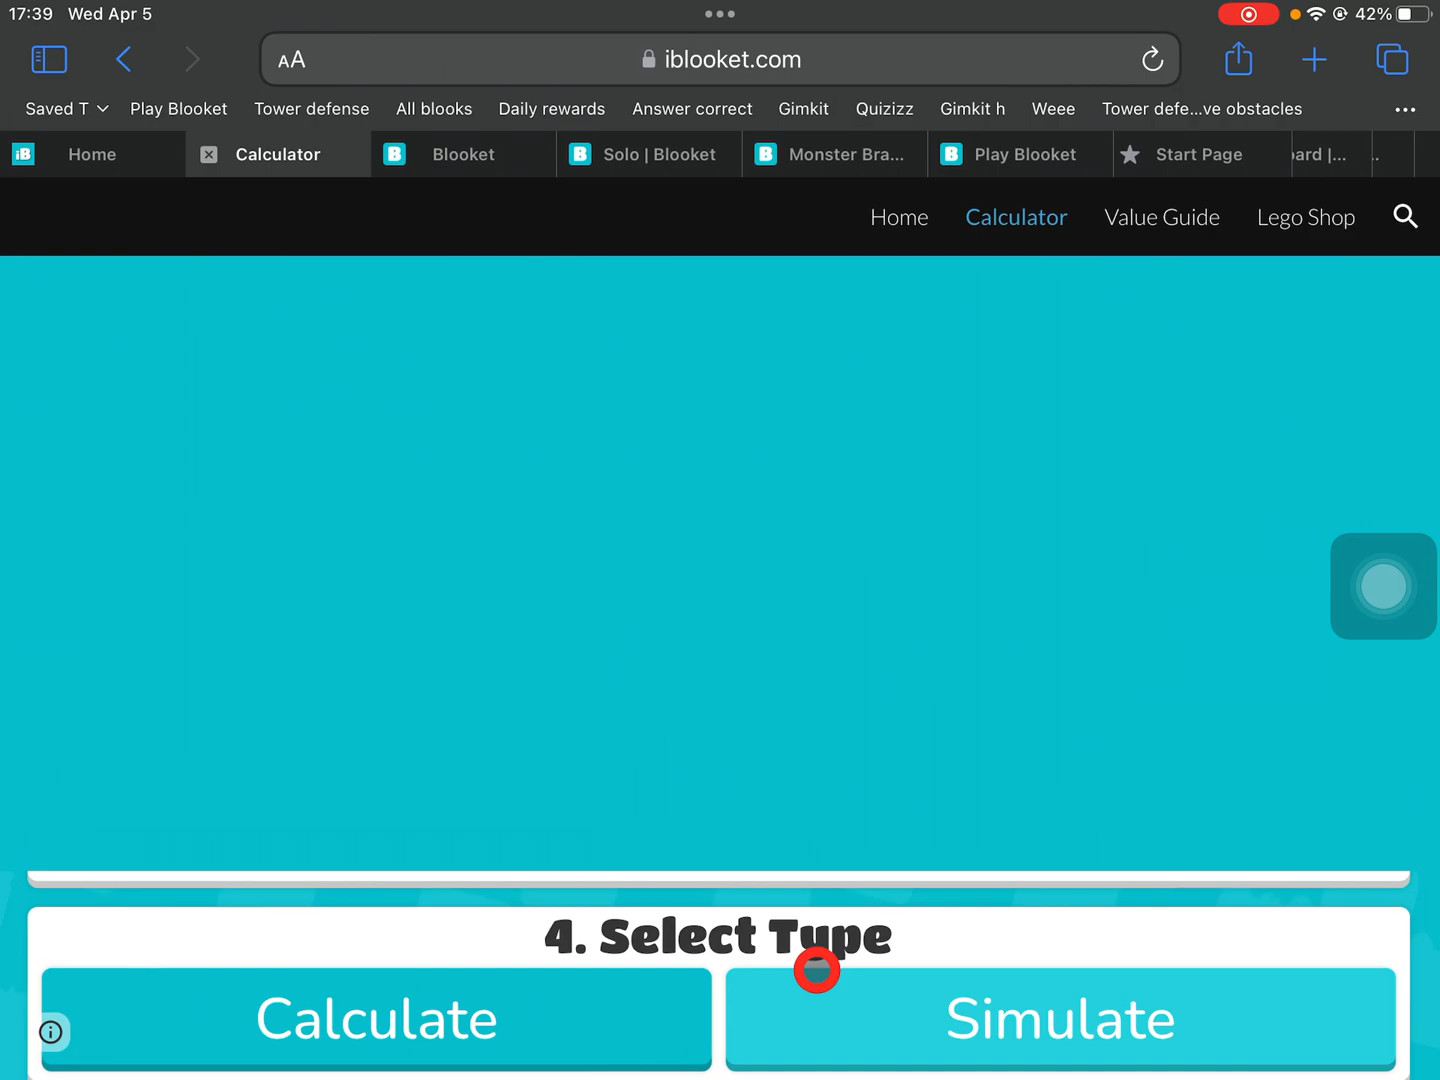 17:39 Wed Apr 5 42%
AA iblooket.com
Saved T Play Blooket Tower defense All blooks Daily rewards Answer correct Gimkit Quizizz Gimkit h Weee Tower defe...ve obstacles
iB Home Calculator B Blooket B Solo | Blooket B Monster Bra... B Play Blooket Start Page ard |... ..
Home Calculator Value Guide Lego Shop
4. Select Type
Calculate Simulate